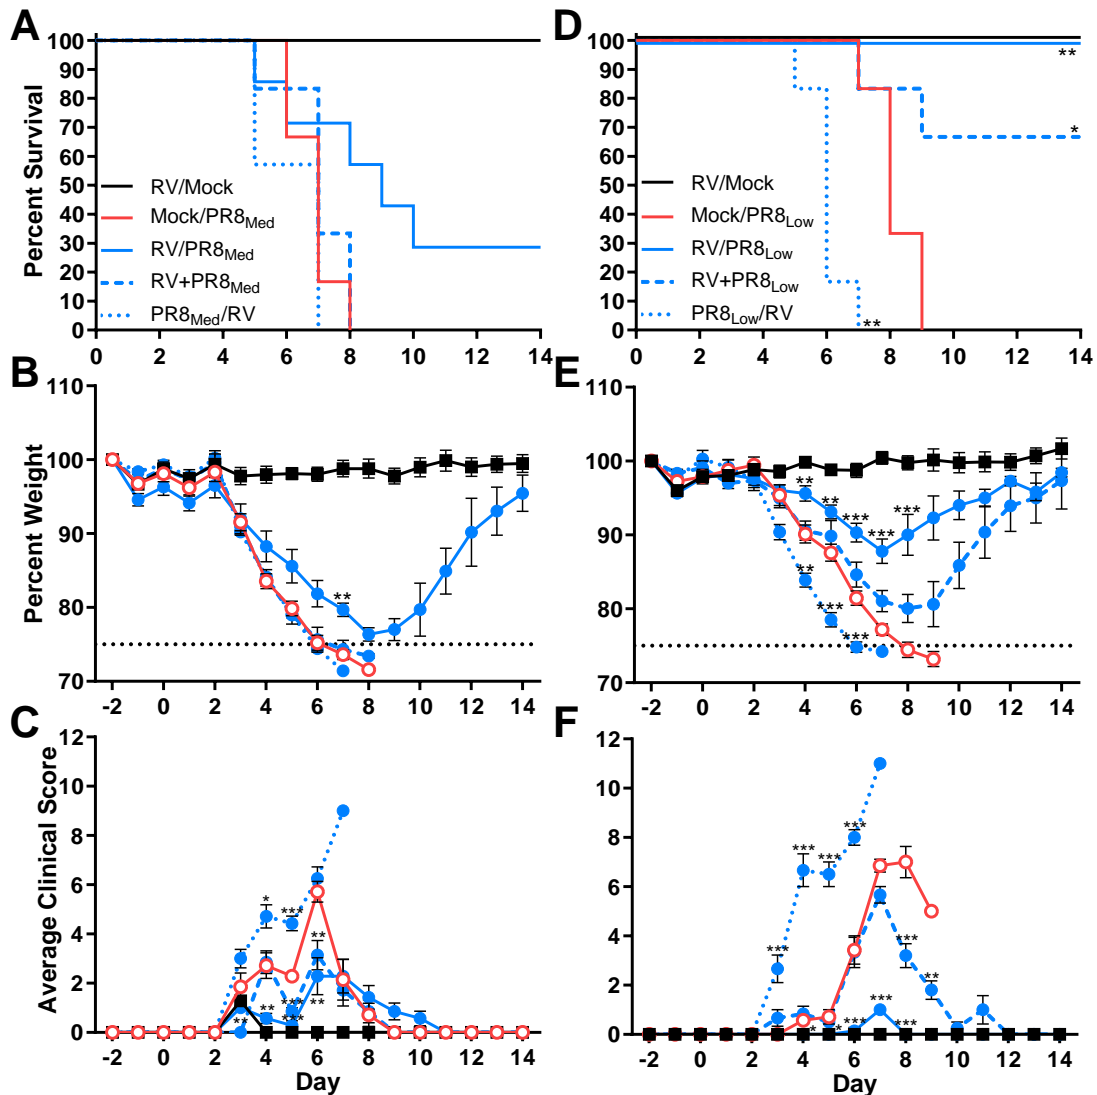 A
100
90
80
70
60
50
40
30
20
10
0
Percent Survival
RV/Mock
Mock/PR8Med
RV/PR8Med
RV+PR8Med
PR8Med/RV
0 2 4 6 8 10 12 14
D
100
90
80
70
60
50
40
30
20
10
0
**
*
RV/Mock
Mock/PR8Low
RV/PR8Low
RV+PR8Low
PR8Low/RV
**
0 2 4 6 8 10 12 14
B
110
100
90
80
70
Percent Weight
**
-2 0 2 4 6 8 10 12 14
E
110
100
90
80
70
** ** *** *** ***
** *** ***
-2 0 2 4 6 8 10 12 14
C
12
10
8
6
4
2
0
Average Clinical Score
* *** **
** ** *** *** **
-2 0 2 4 6 8 10 12 14
Day
F
12
10
8
6
4
2
0
*** *** *** ***
*** **
* * *** *** ***
-2 0 2 4 6 8 10 12 14
Day